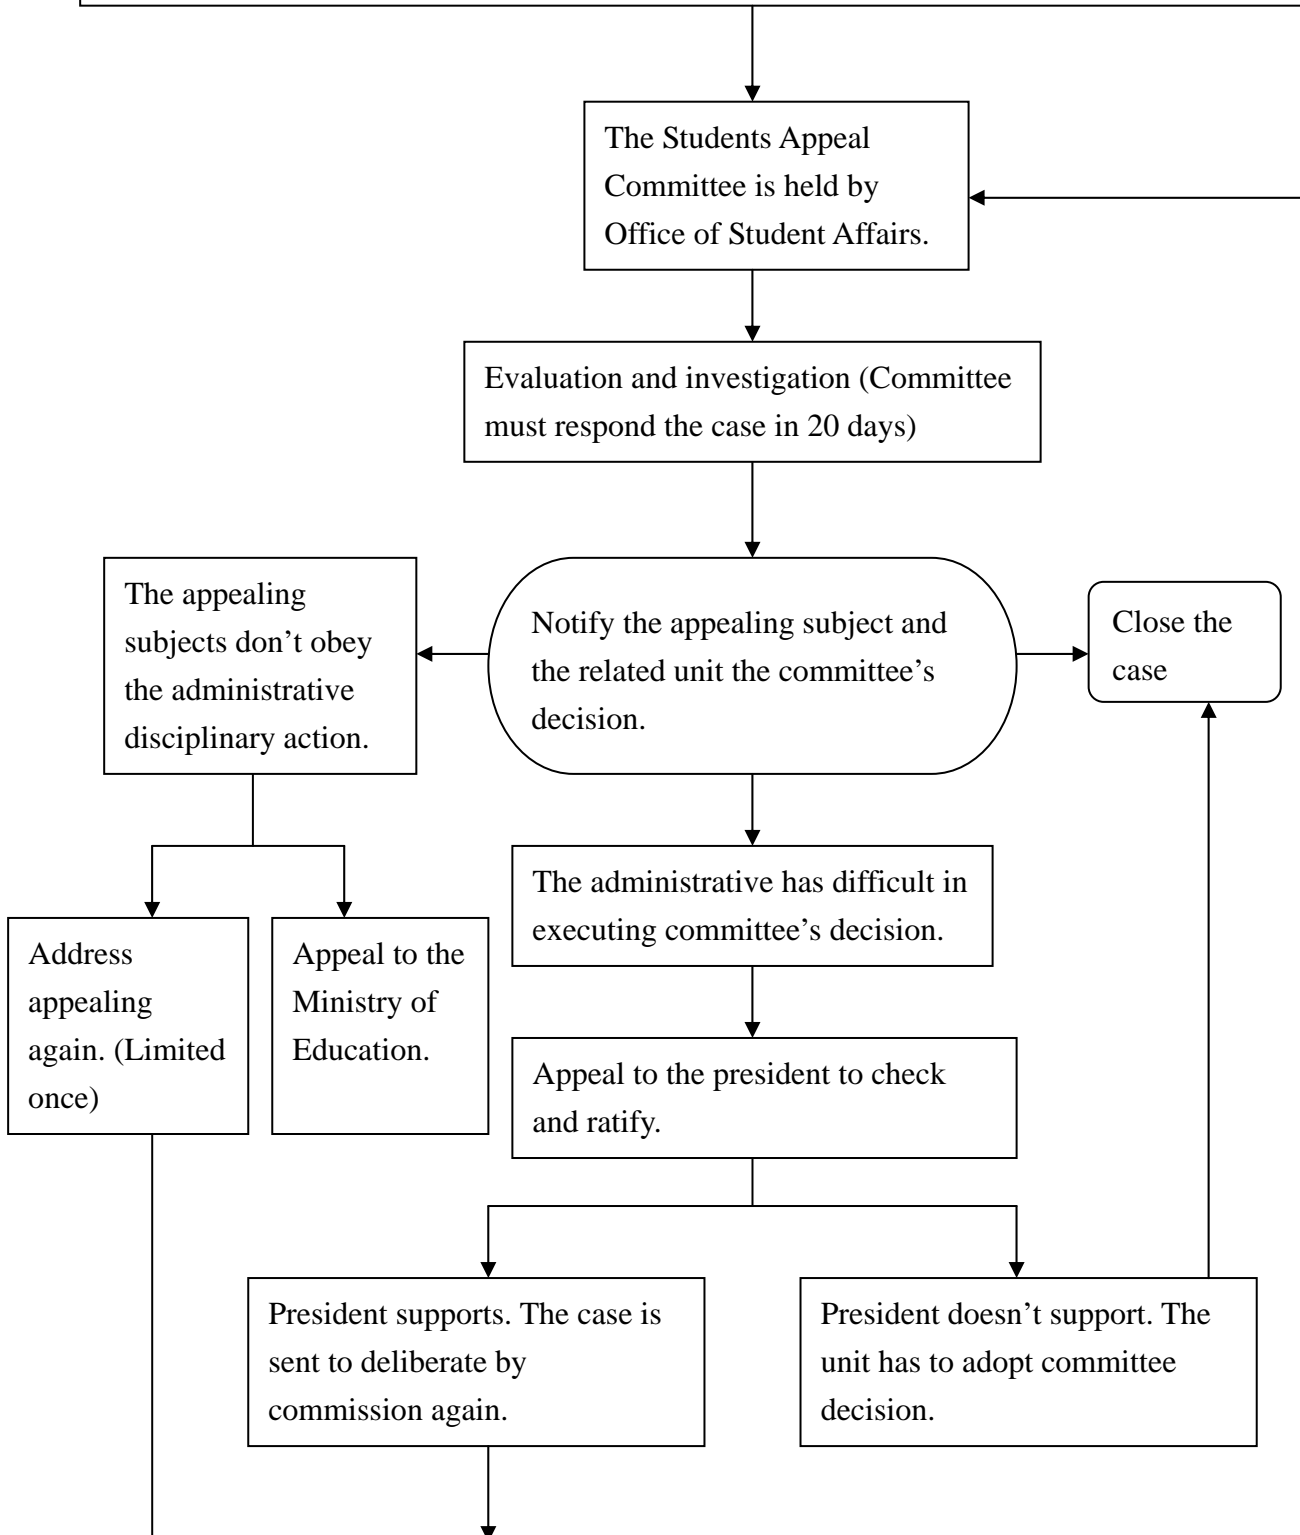 The Students Appeal
Committee is held by
Office of Student Affairs.
Evaluation and investigation (Committee
must respond the case in 20 days)
The appealing
subjects don’t obey
the administrative
disciplinary action.
Notify the appealing subject and
the related unit the committee’s
decision.
Close the
case
The administrative has difficult in
executing committee’s decision.
Address
appealing
again. (Limited
once)
Appeal to the
Ministry of
Education.
Appeal to the president to check
and ratify.
President supports. The case is
sent to deliberate by
commission again.
President doesn’t support. The
unit has to adopt committee
decision.